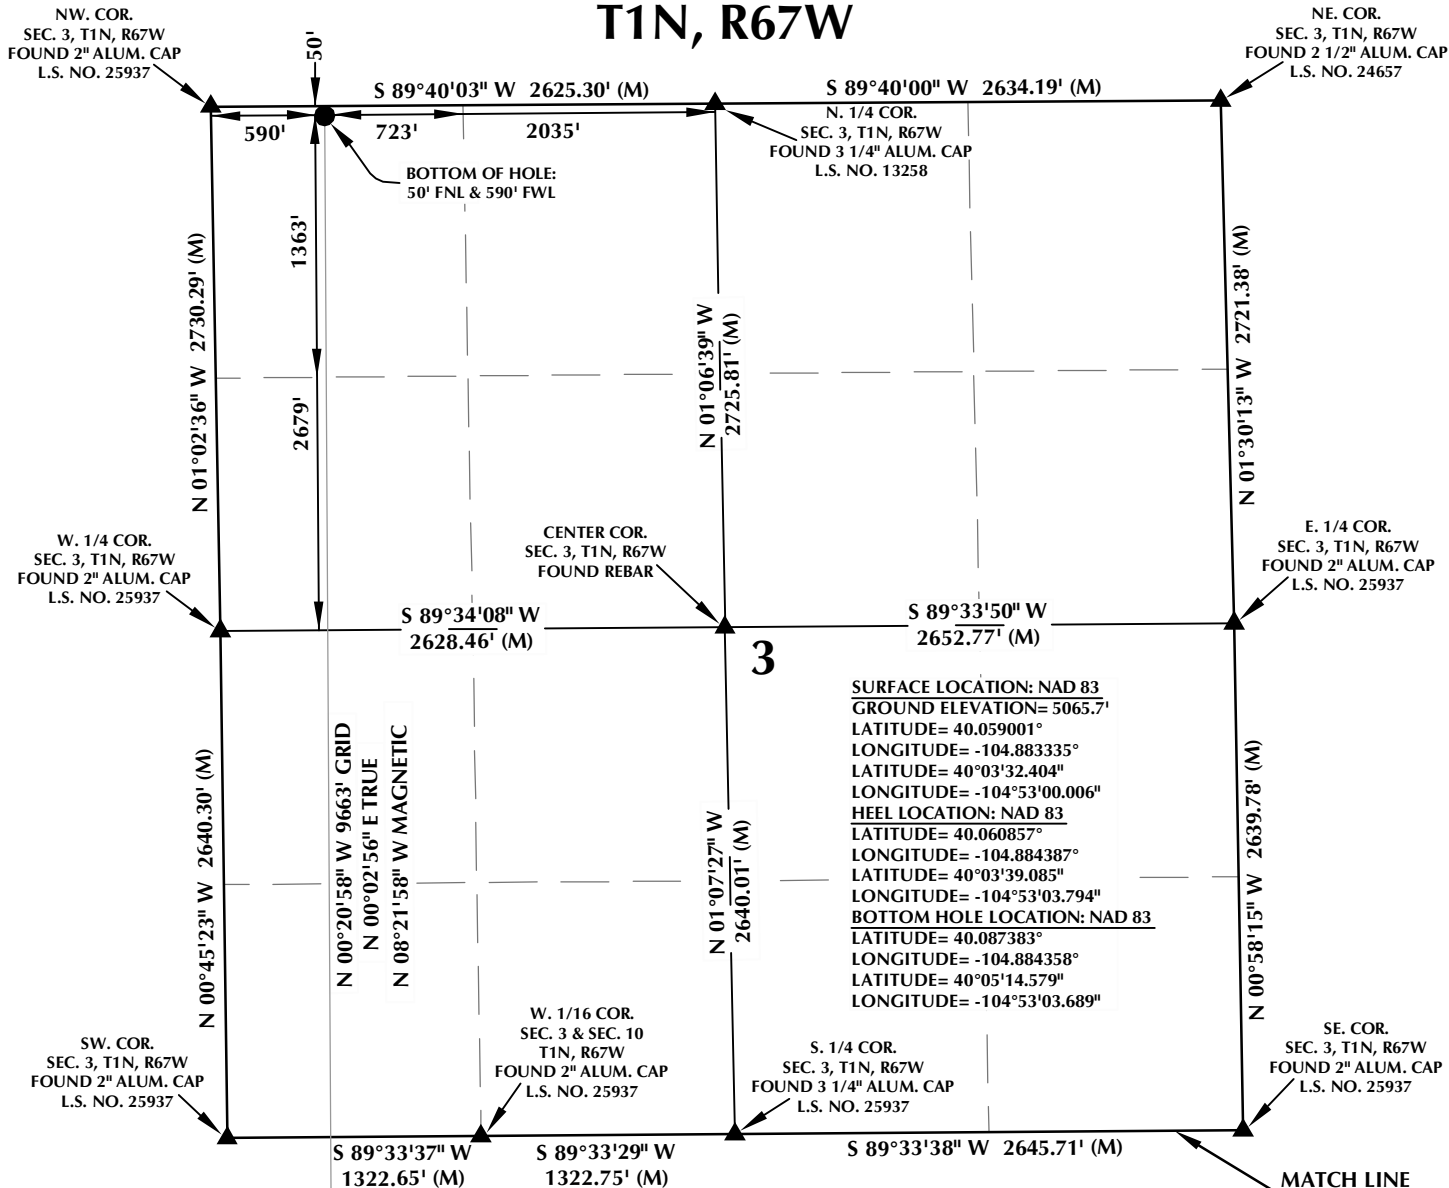 T1N, R67W
NW. COR.
SEC. 3, T1N, R67W
FOUND 2" ALUM. CAP
L.S. NO. 25937
50'
NE. COR.
SEC. 3, T1N, R67W
FOUND 2 1/2" ALUM. CAP
L.S. NO. 24657
S 89°40'03" W 2625.30' (M)
S 89°40'00" W 2634.19' (M)
590'
723'
2035'
N. 1/4 COR.
SEC. 3, T1N, R67W
FOUND 3 1/4" ALUM. CAP
L.S. NO. 13258
BOTTOM OF HOLE:
50' FNL & 590' FWL
1363'
2679'
N 01°02'36" W 2730.29' (M)
N 01°06'39" W
2725.81' (M)
N 01°30'13" W 2721.38' (M)
W. 1/4 COR.
SEC. 3, T1N, R67W
FOUND 2" ALUM. CAP
L.S. NO. 25937
CENTER COR.
SEC. 3, T1N, R67W
FOUND REBAR
E. 1/4 COR.
SEC. 3, T1N, R67W
FOUND 2" ALUM. CAP
L.S. NO. 25937
S 89°34'08" W
2628.46' (M)
S 89°33'50" W
2652.77' (M)
3
SURFACE LOCATION: NAD 83
GROUND ELEVATION= 5065.7'
LATITUDE= 40.059001°
LONGITUDE= -104.883335°
LATITUDE= 40°03'32.404"
LONGITUDE= -104°53'00.006"
HEEL LOCATION: NAD 83
LATITUDE= 40.060857°
LONGITUDE= -104.884387°
LATITUDE= 40°03'39.085"
LONGITUDE= -104°53'03.794"
BOTTOM HOLE LOCATION: NAD 83
LATITUDE= 40.087383°
LONGITUDE= -104.884358°
LATITUDE= 40°05'14.579"
LONGITUDE= -104°53'03.689"
N 00°45'23" W 2640.30' (M)
N 00°20'58" W 9663' GRID
N 00°02'56" E TRUE
N 08°21'58" W MAGNETIC
N 01°07'27" W
2640.01' (M)
N 00°58'15" W 2639.78' (M)
SW. COR.
SEC. 3, T1N, R67W
FOUND 2" ALUM. CAP
L.S. NO. 25937
W. 1/16 COR.
SEC. 3 & SEC. 10
T1N, R67W
FOUND 2" ALUM. CAP
L.S. NO. 25937
S. 1/4 COR.
SEC. 3, T1N, R67W
FOUND 3 1/4" ALUM. CAP
L.S. NO. 25937
SE. COR.
SEC. 3, T1N, R67W
FOUND 2" ALUM. CAP
L.S. NO. 25937
S 89°33'37" W
1322.65' (M)
S 89°33'29" W
1322.75' (M)
S 89°33'38" W 2645.71' (M)
MATCH LINE